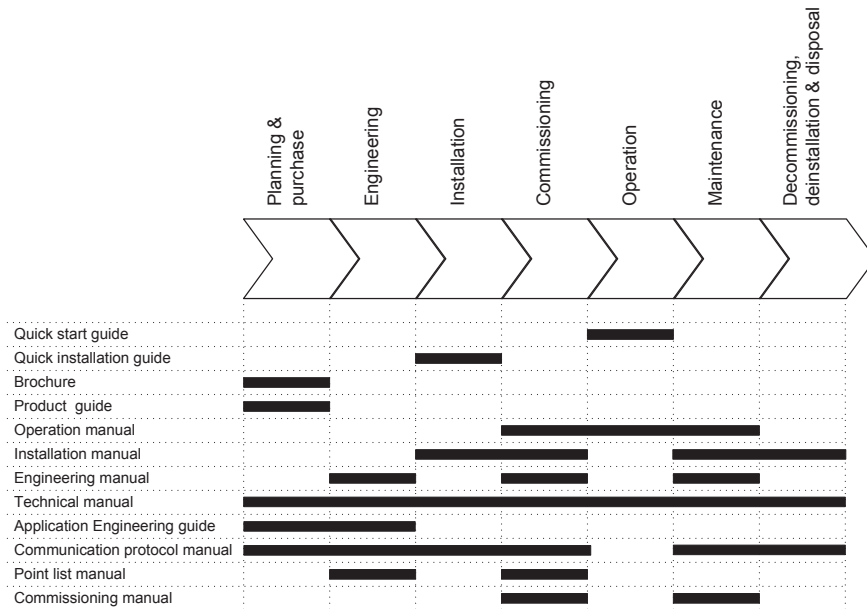 Planning &
purchase
Engineering
Installation
Commissioning
Operation
Maintenance
Decommissioning,
deinstallation & disposal
Quick start guide
Quick installation guide
Brochure
Product guide
Operation manual
Installation manual
Engineering manual
Technical manual
Application Engineering guide
Communication protocol manual
Point list manual
Commissioning manual